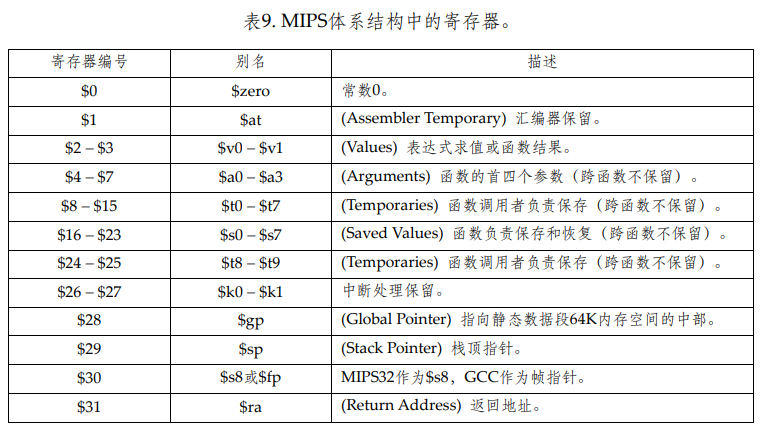 表9. MIPS体系结构中的寄存器。
寄存器编号 别名 描述
$0 $zero 常数0。
$1 $at (Assembler Temporary) 汇编器保留。
$2 – $3 $v0 – $v1 (Values) 表达式求值或函数结果。
$4 – $7 $a0 – $a3 (Arguments) 函数的首四个参数（跨函数不保留）。
$8 – $15 $t0 – $t7 (Temporaries) 函数调用者负责保存（跨函数不保留）。
$16 – $23 $s0 – $s7 (Saved Values) 函数负责保存和恢复（跨函数不保留）。
$24 – $25 $t8 – $t9 (Temporaries) 函数调用者负责保存（跨函数不保留）。
$26 – $27 $k0 – $k1 中断处理保留。
$28 $gp (Global Pointer) 指向静态数据段64K内存空间的中部。
$29 $sp (Stack Pointer) 栈顶指针。
$30 $s8或$fp MIPS32作为$s8，GCC作为帧指针。
$31 $ra (Return Address) 返回地址。